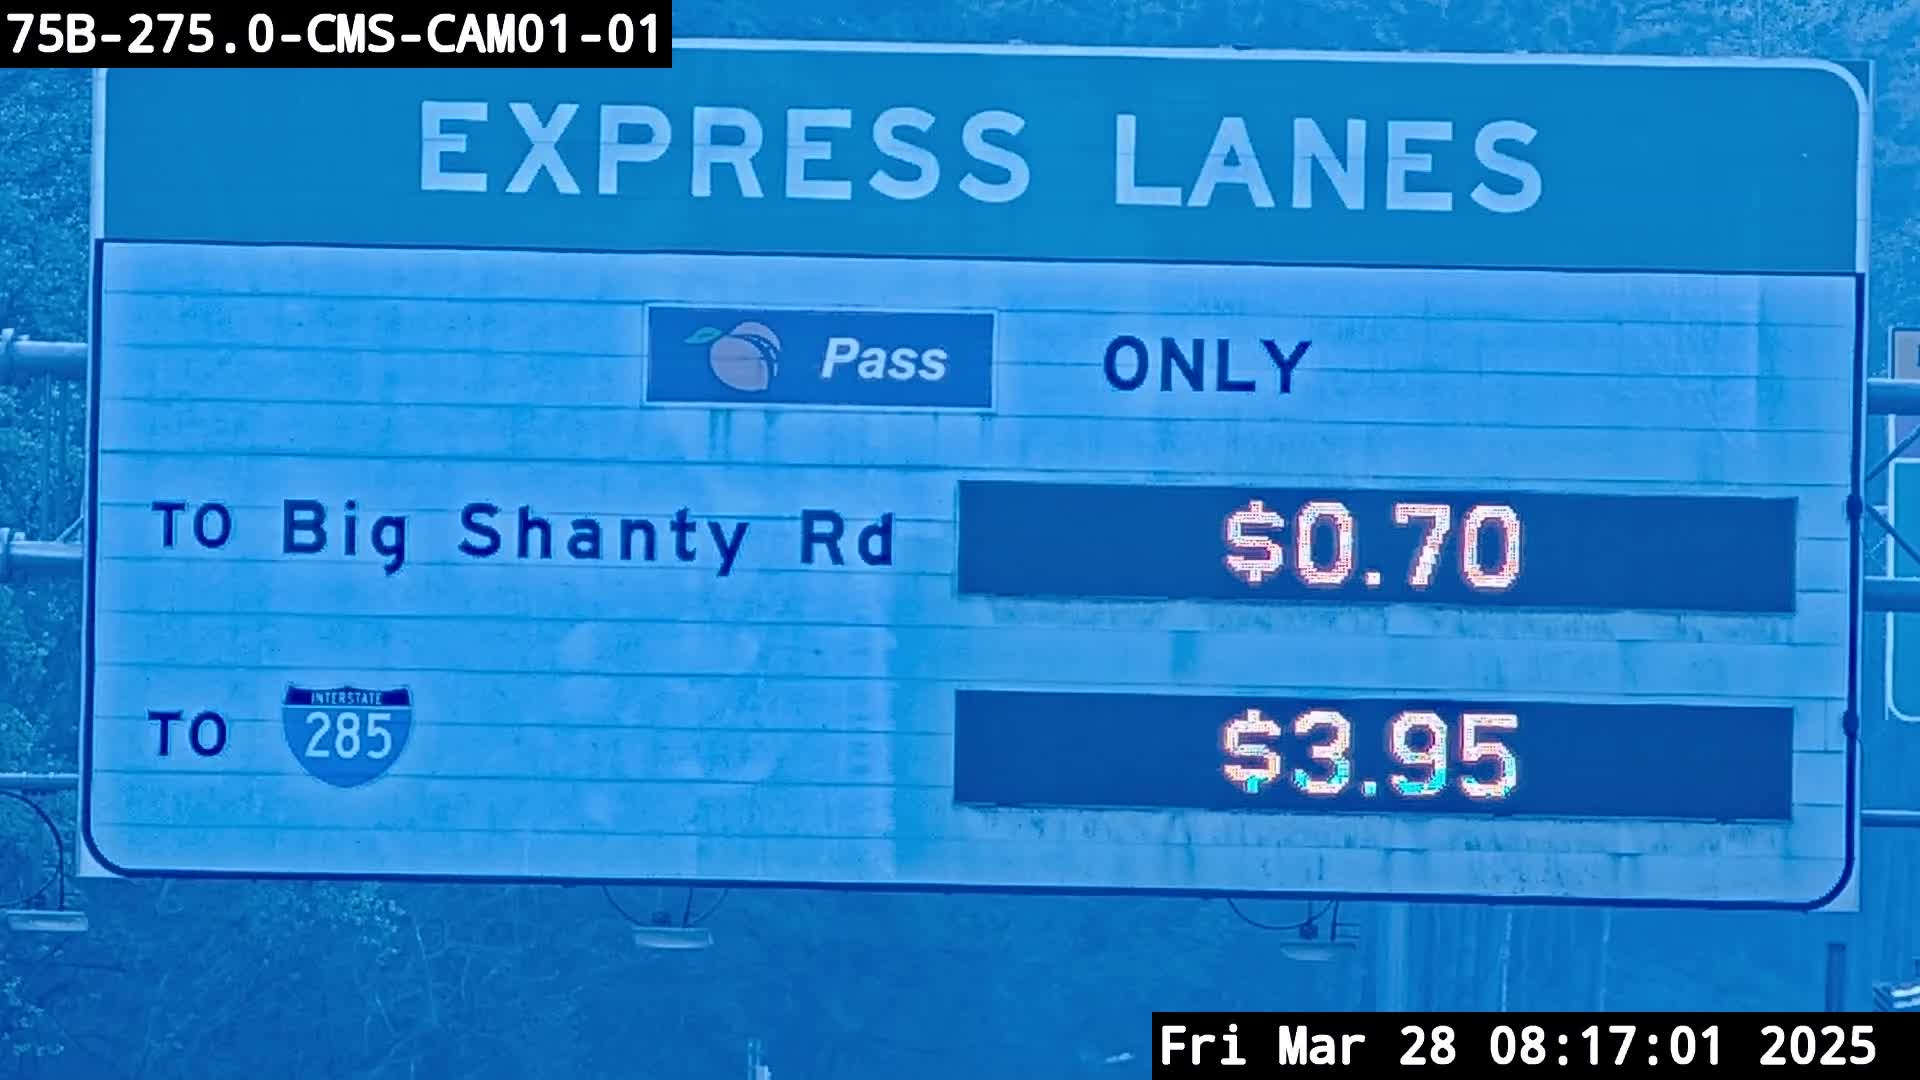 75B-275.0-CMS-CAM01-01
EXPRESS LANES
Pass ONLY
TO Big Shanty Rd $0.70
INTERSTATE
TO 285 $3.95
Fri Mar 28 08:17:01 2025